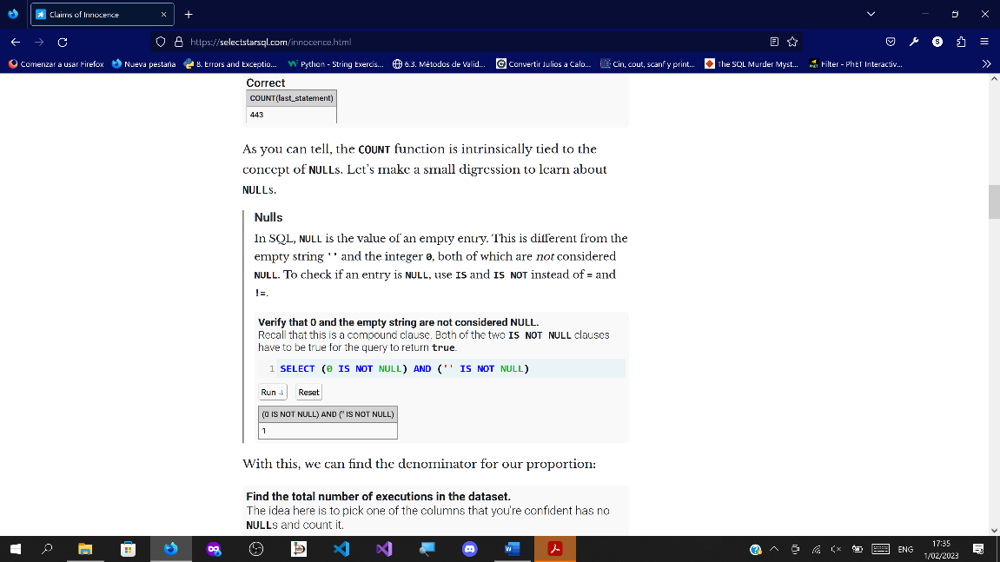 Claims of Innocence
https://selectstarsql.com/innocence.html
Comenzar a usar Firefox
Nueva pestaña
8. Errors and Exceptio...
Python - String Exercis...
6.3. Métodos de Valid...
Convertir Julios a Calo...
Cin, cout, scanf y print...
The SQL Murder Myst...
Filter - PhET Interactiv...
Correct
COUNT(last_statement)
443
As you can tell, the COUNT function is intrinsically tied to the
concept of NULLs. Let's make a small digression to learn about
NULLs.
Nulls
In SQL, NULL is the value of an empty entry. This is different from the
empty string '' and the integer 0, both of which are not considered
NULL. To check if an entry is NULL, use IS and IS NOT instead of = and
!=.
Verify that 0 and the empty string are not considered NULL.
Recall that this is a compound clause. Both of the two IS NOT NULL clauses
have to be true for the query to return true.
1 SELECT (0 IS NOT NULL) AND ('' IS NOT NULL)
Run ↓ Reset
(0 IS NOT NULL) AND ('' IS NOT NULL)
1
With this, we can find the denominator for our proportion:
Find the total number of executions in the dataset.
The idea here is to pick one of the columns that you're confident has no
NULLs and count it.
ENG
17:35
1/02/2023